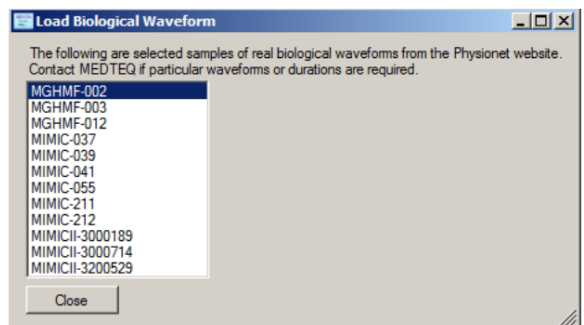 Load Biological Waveform
The following are selected samples of real biological waveforms from the Physionet website.
Contact MEDTEQ if particular waveforms or durations are required.
MGHMF-002
MGHMF-003
MGHMF-012
MIMIC-037
MIMIC-039
MIMIC-041
MIMIC-055
MIMIC-211
MIMIC-212
MIMICII-3000189
MIMICII-3000714
MIMICII-3200529
Close